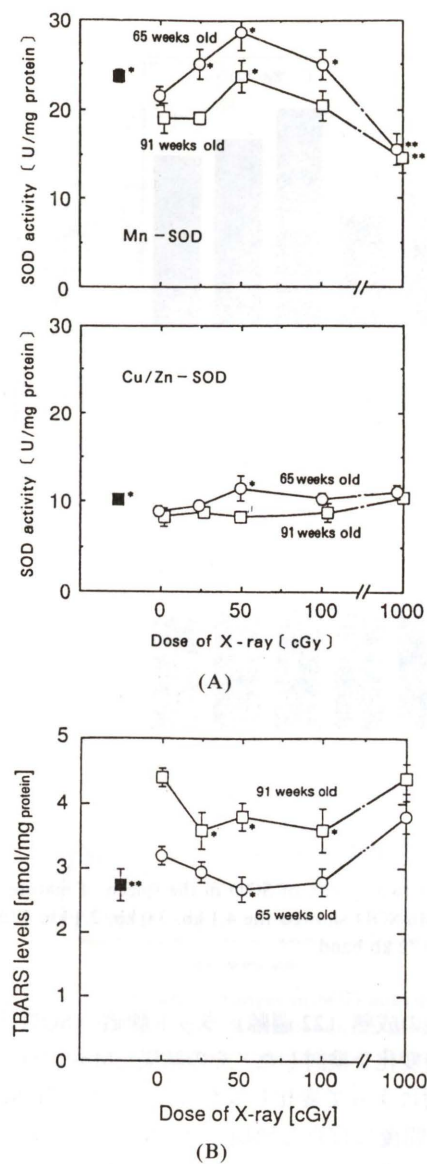 30
65 weeks old
*
*
*
*
20
91 weeks old
*
**
**
10
Mn-SOD
0
SOD activity ( U/mg protein )
30
Cu/Zn-SOD
20
65 weeks old
*
*
10
91 weeks old
0
SOD activity ( U/mg protein )
0 50 100 1000
Dose of X-ray ( cGy )
(A)
5
91 weeks old
4
*
*
*
3
**
*
65 weeks old
2
1
0
TBARS levels [nmol/mg protein]
0 50 100 1000
Dose of X-ray [cGy]
(B)